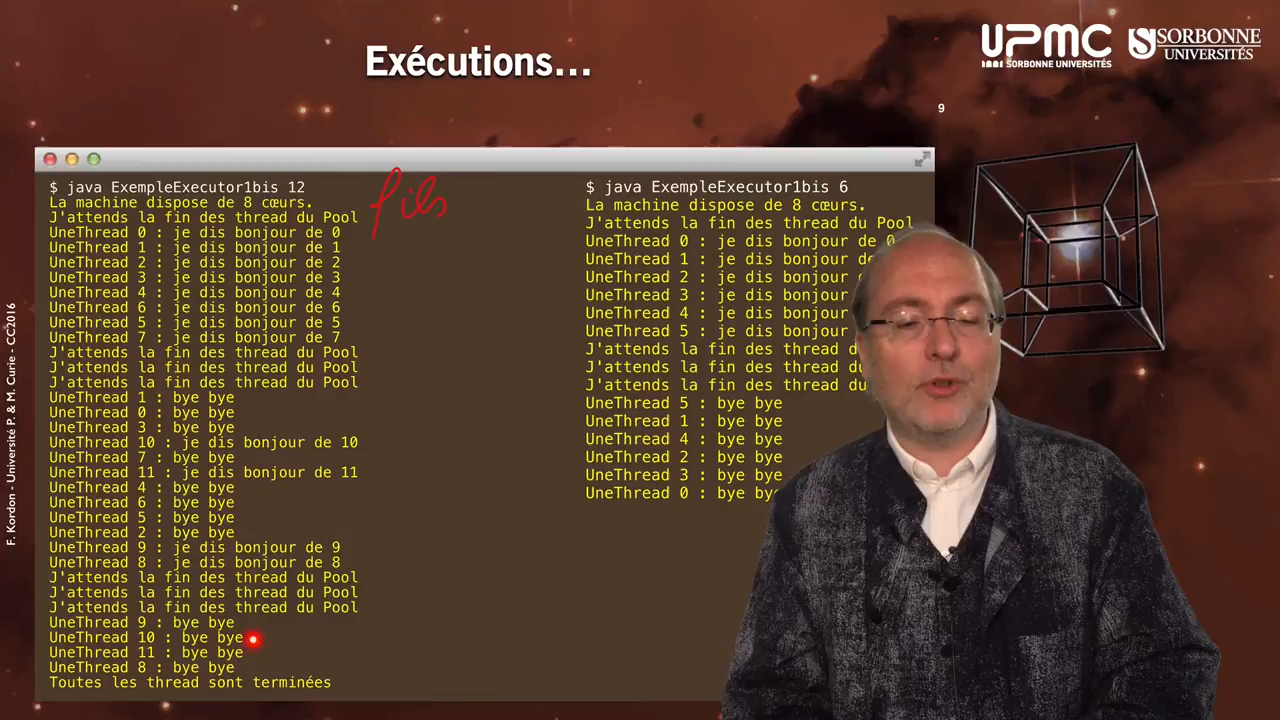 Exécutions...
UPMC
SORBONNE UNIVERSITÉS
SORBONNE
UNIVERSITÉS
9
F. Kordon - Université P. & M. Curie - CC2016
$ java ExempleExecutor1bis 12
La machine dispose de 8 cœurs.
J'attends la fin des thread du Pool
UneThread 0 : je dis bonjour de 0
UneThread 1 : je dis bonjour de 1
UneThread 2 : je dis bonjour de 2
UneThread 3 : je dis bonjour de 3
UneThread 4 : je dis bonjour de 4
UneThread 6 : je dis bonjour de 6
UneThread 5 : je dis bonjour de 5
UneThread 7 : je dis bonjour de 7
J'attends la fin des thread du Pool
J'attends la fin des thread du Pool
J'attends la fin des thread du Pool
UneThread 1 : bye bye
UneThread 0 : bye bye
UneThread 3 : bye bye
UneThread 10 : je dis bonjour de 10
UneThread 7 : bye bye
UneThread 11 : je dis bonjour de 11
UneThread 4 : bye bye
UneThread 6 : bye bye
UneThread 5 : bye bye
UneThread 2 : bye bye
UneThread 9 : je dis bonjour de 9
UneThread 8 : je dis bonjour de 8
J'attends la fin des thread du Pool
J'attends la fin des thread du Pool
J'attends la fin des thread du Pool
UneThread 9 : bye bye
UneThread 10 : bye bye
UneThread 11 : bye bye
UneThread 8 : bye bye
Toutes les thread sont terminées
fils
$ java ExempleExecutor1bis 6
La machine dispose de 8 cœurs.
J'attends la fin des thread du Pool
UneThread 0 : je dis bonjour de 0
UneThread 1 : je dis bonjour de
UneThread 2 : je dis bonjour
UneThread 3 : je dis bonjour
UneThread 4 : je dis bonjour
UneThread 5 : je dis bonjour
J'attends la fin des thread
J'attends la fin des thread du
J'attends la fin des thread du
UneThread 5 : bye bye
UneThread 1 : bye bye
UneThread 4 : bye bye
UneThread 2 : bye bye
UneThread 3 : bye bye
UneThread 0 : bye bye